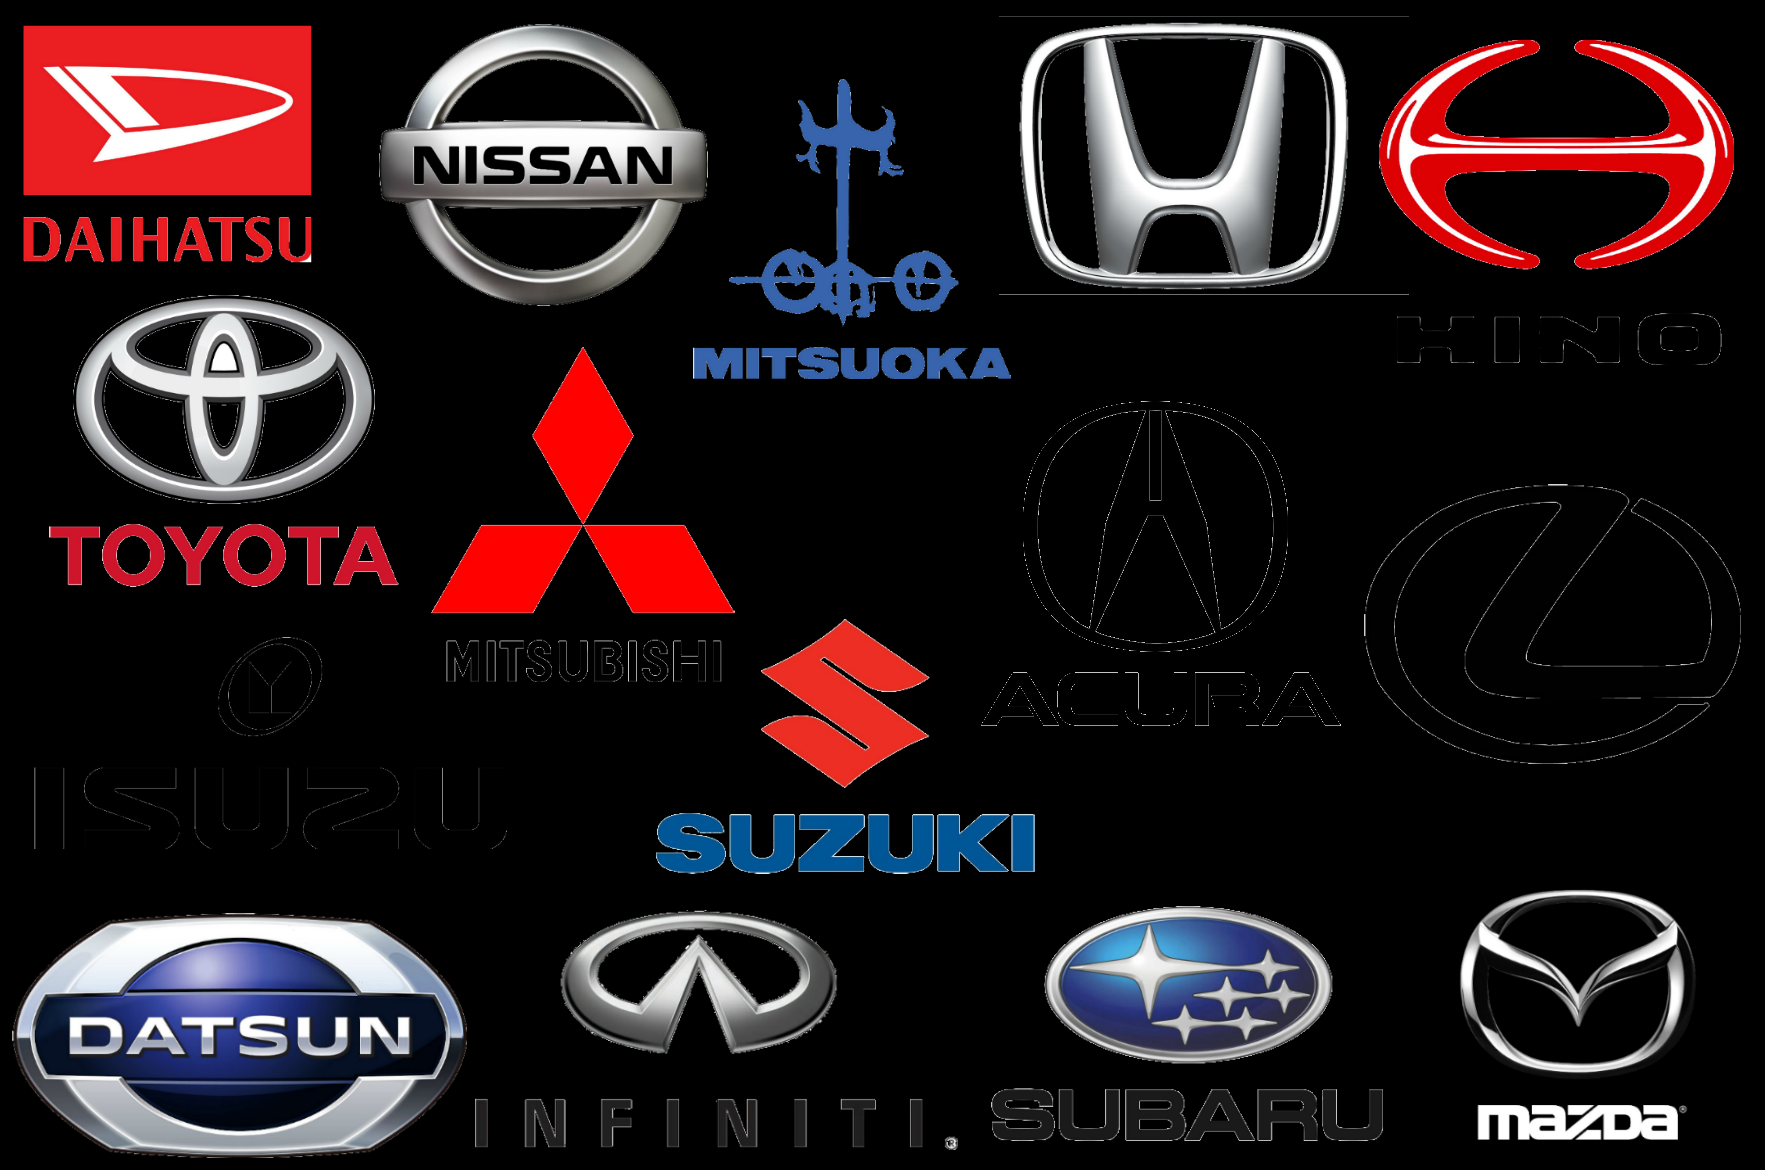 DAIHATSU
NISSAN
MITSUOKA
HINO
TOYOTA
MITSUBISHI
ACURA
ISUZU
SUZUKI
DATSUN
INFINITI®
SUBARU
mazDa®